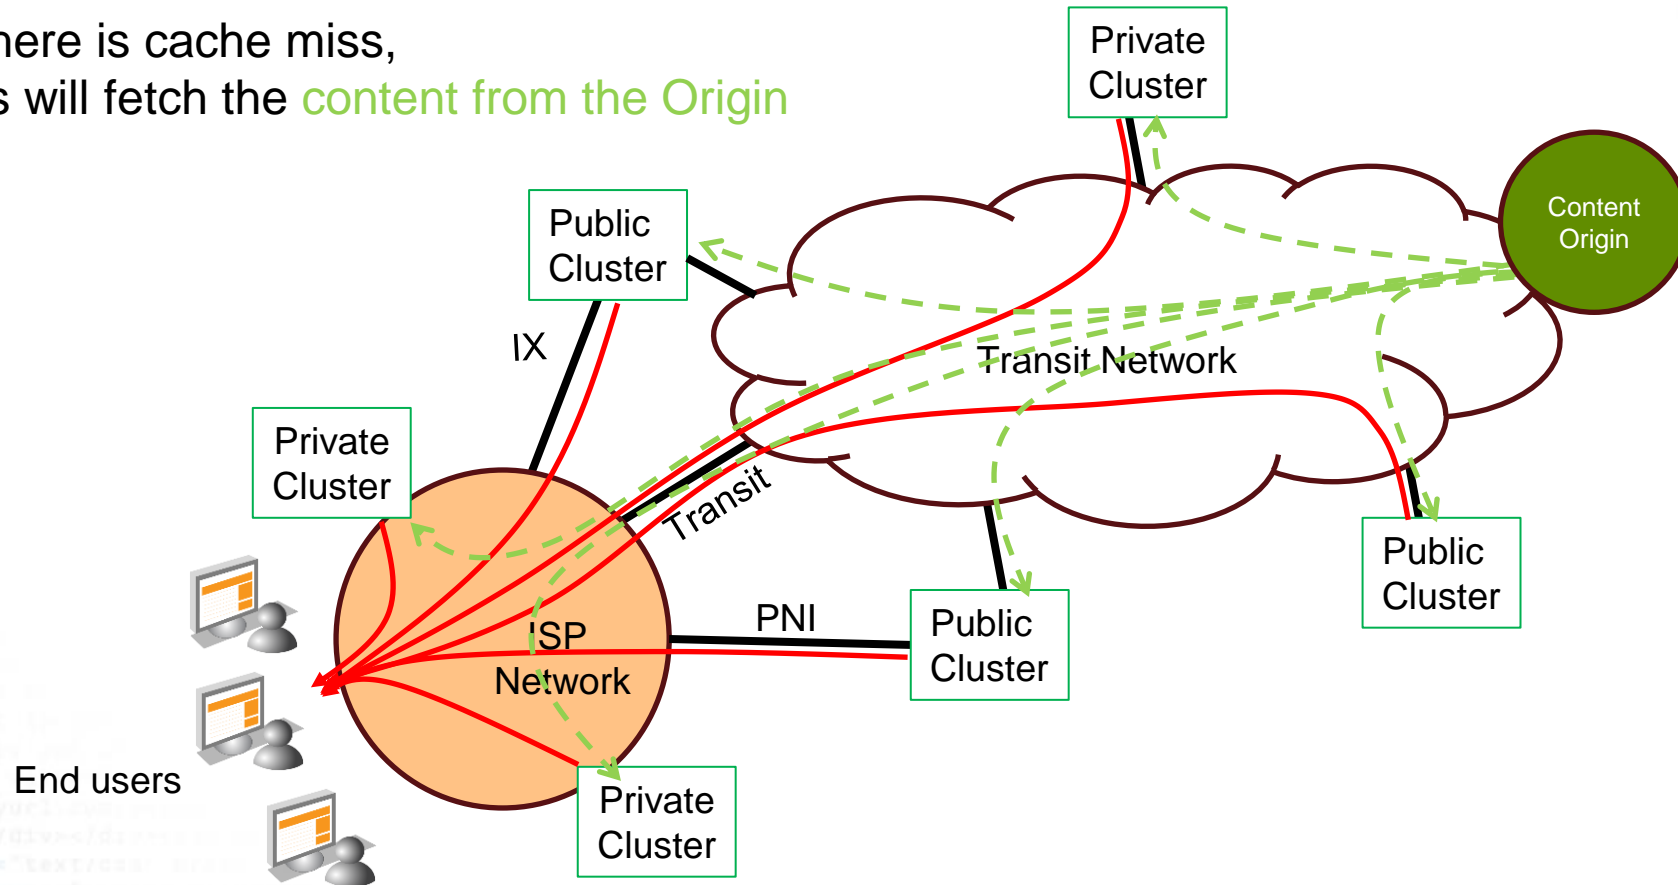 here is cache miss,
s will fetch the content from the Origin
Private
Cluster
Content
Origin
Public
Cluster
IX
Transit Network
Private
Cluster
Transit
Public
Cluster
PNI
Public
Cluster
ISP
Network
End users
Private
Cluster